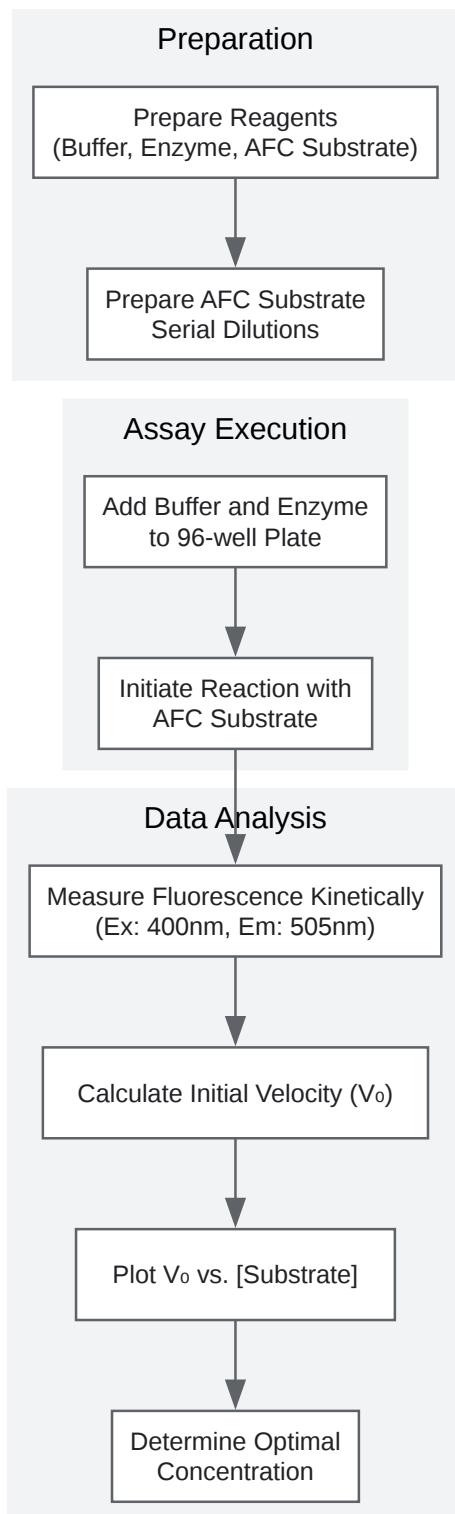 Preparation
Prepare Reagents
(Buffer, Enzyme, AFC Substrate)
Prepare AFC Substrate
Serial Dilutions
Assay Execution
Add Buffer and Enzyme
to 96-well Plate
Initiate Reaction with
AFC Substrate
Data Analysis
Measure Fluorescence Kinetically
(Ex: 400nm, Em: 505nm)
Calculate Initial Velocity (V₀)
Plot V₀ vs. [Substrate]
Determine Optimal
Concentration